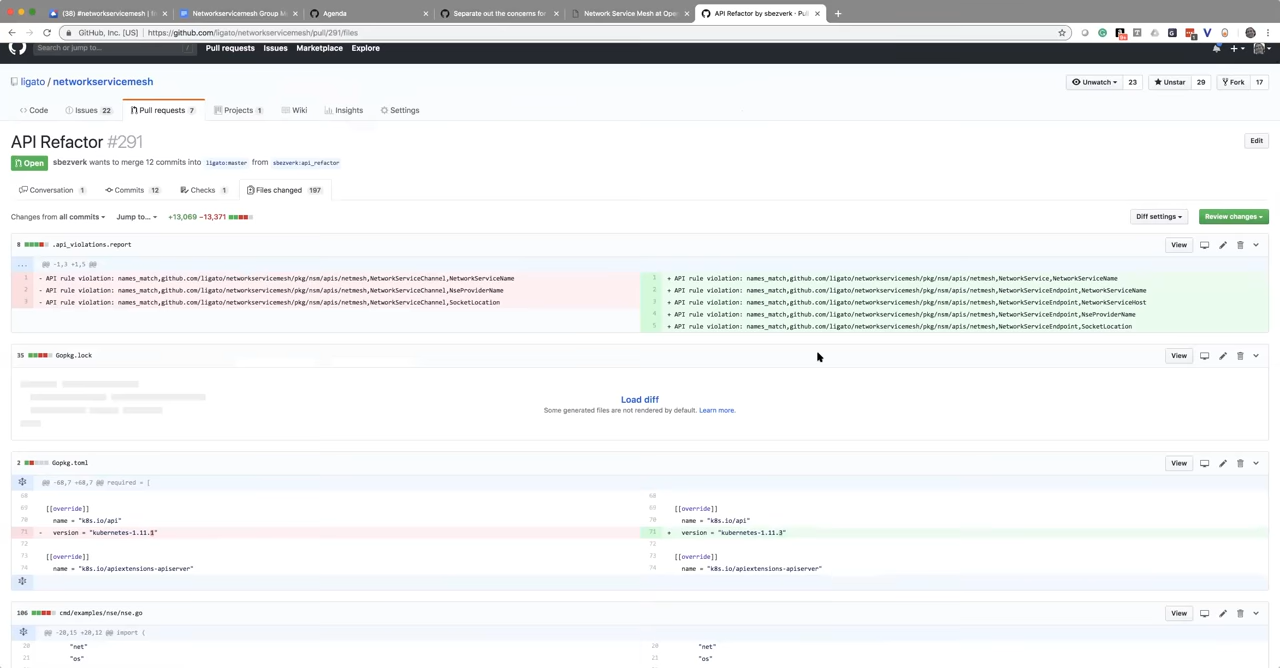 (33) #networkservicemesh | f
Networkservicemesh Group M
Agenda
Separate out the concerns for
Network Service Mesh at Ope
API Refactor by sbezverk · Pull
GitHub, Inc. [US] https://github.com/ligato/networkservicemesh/pull/291/files
Search or jump to... / Pull requests Issues Marketplace Explore
ligato / networkservicemesh Unwatch 23 Unstar 29 Fork 17
Code Issues 22 Pull requests 7 Projects 1 Wiki Insights Settings
API Refactor #291 Edit
Open sbezverk wants to merge 12 commits into ligato:master from sbezverk:api_refactor
Conversation 1 Commits 12 Checks 1 Files changed 197
Changes from all commits Jump to... +13,069 −13,371 Diff settings Review changes
8 .api_violations.report View
... @@ -1,3 +1,5 @@
1 - API rule violation: names_match,github.com/ligato/networkservicemesh/pkg/nsm/apis/netmesh,NetworkServiceChannel,NetworkServiceName 1 + API rule violation: names_match,github.com/ligato/networkservicemesh/pkg/nsm/apis/netmesh,NetworkService,NetworkServiceName
2 - API rule violation: names_match,github.com/ligato/networkservicemesh/pkg/nsm/apis/netmesh,NetworkServiceChannel,NseProviderName 2 + API rule violation: names_match,github.com/ligato/networkservicemesh/pkg/nsm/apis/netmesh,NetworkServiceEndpoint,NetworkServiceHost
3 - API rule violation: names_match,github.com/ligato/networkservicemesh/pkg/nsm/apis/netmesh,NetworkServiceChannel,SocketLocation 3 + API rule violation: names_match,github.com/ligato/networkservicemesh/pkg/nsm/apis/netmesh,NetworkServiceEndpoint,NetworkServiceName
4 + API rule violation: names_match,github.com/ligato/networkservicemesh/pkg/nsm/apis/netmesh,NetworkServiceEndpoint,NseProviderName
5 + API rule violation: names_match,github.com/ligato/networkservicemesh/pkg/nsm/apis/netmesh,NetworkServiceEndpoint,SocketLocation
35 Gopkg.lock View
Load diff
Some generated files are not rendered by default. Learn more.
2 Gopkg.toml View
@@ -68,7 +68,7 @@ required = [
68 68
69 [[override]] 69 [[override]]
70 name = "k8s.io/api" 70 name = "k8s.io/api"
71 - version = "kubernetes-1.11.1" 71 + version = "kubernetes-1.11.3"
72 72
73 [[override]] 73 [[override]]
74 name = "k8s.io/apiextensions-apiserver" 74 name = "k8s.io/apiextensions-apiserver"
106 cmd/examples/nse/nse.go View
@@ -20,15 +20,12 @@ import (
20 "net" 20 "net"
21 "os" 21 "os"